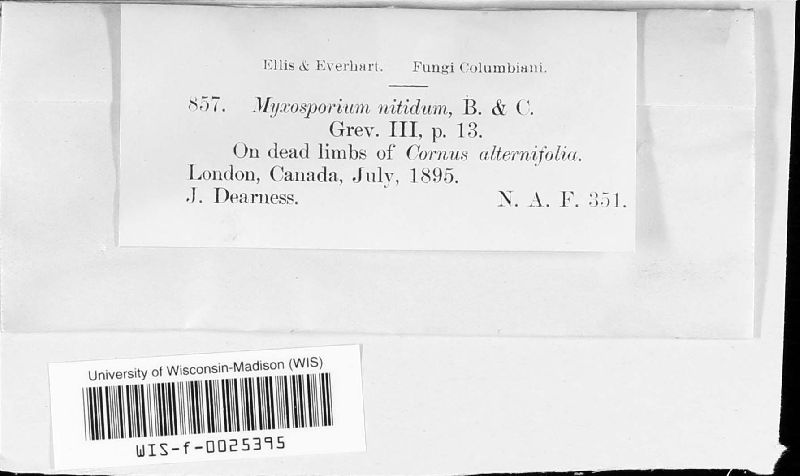 Ellis & Everhart. Fungi Columbiani.
857. Myxosporium nitidum, B. & C.
Grev. III, p. 13.
On dead limbs of Cornus alternifolia.
London, Canada, July, 1895.
J. Dearness. N. A. F. 351.
University of Wisconsin-Madison (WIS)
WIS-f-0025395